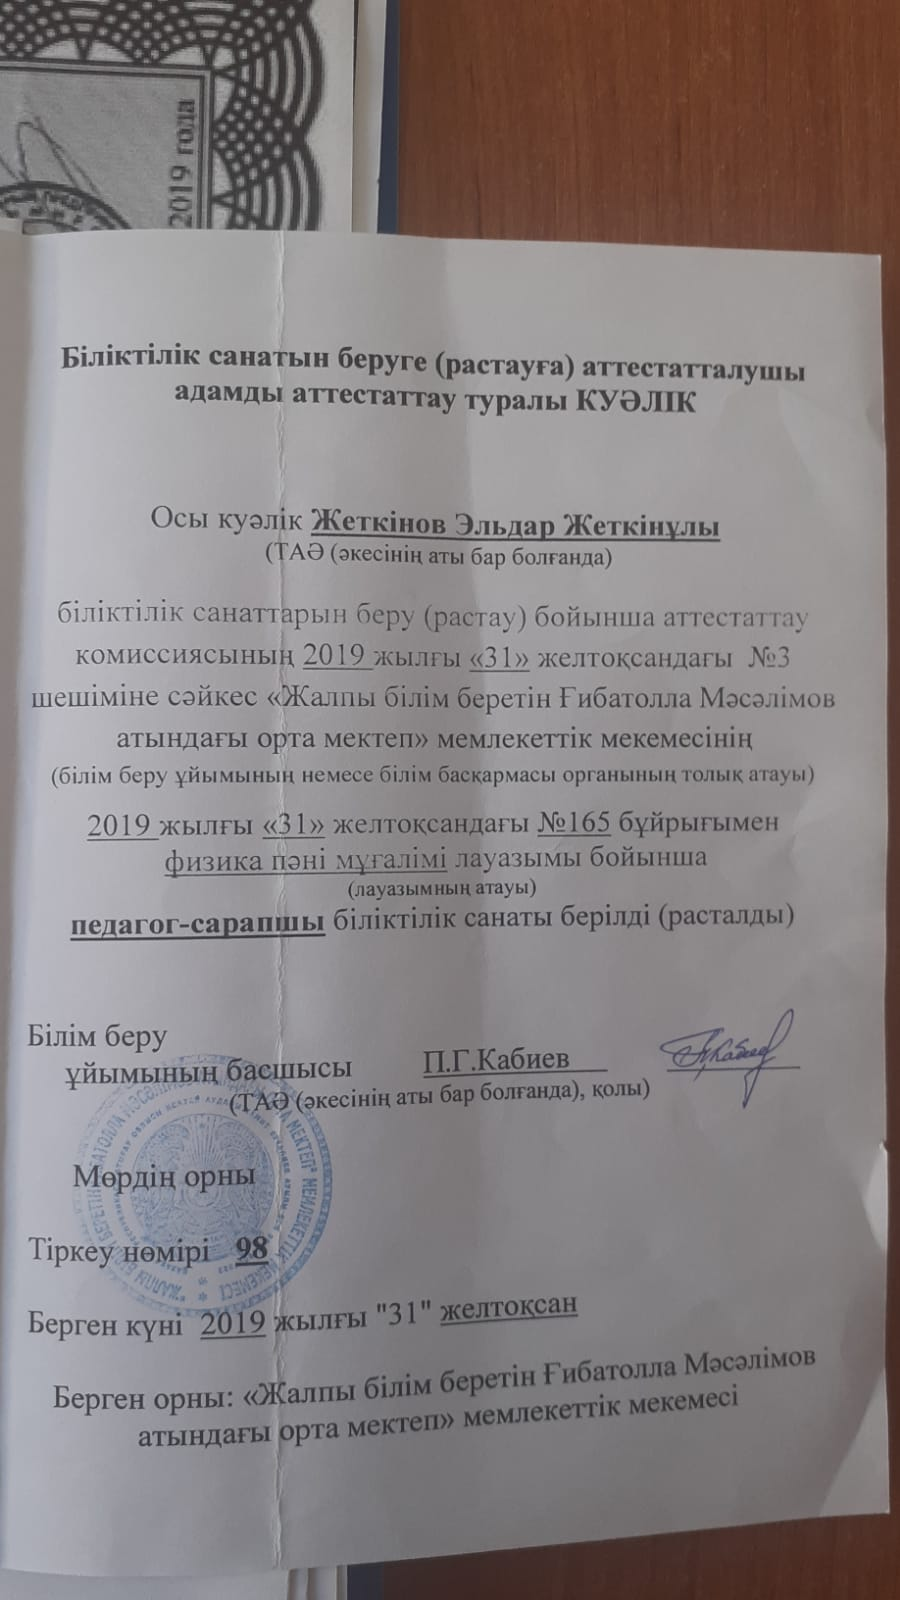 2019 года
Біліктілік санатын беруге (растауға) аттестатталушы
адамды аттестаттау туралы КУӘЛІК
Осы куәлік Жеткінов Эльдар Жеткінұлы
(ТАӘ (әкесінің аты бар болғанда)
біліктілік санаттарын беру (растау) бойынша аттестаттау
комиссиясының 2019 жылғы «31» желтоқсандағы №3
шешіміне сәйкес «Жалпы білім беретін Ғибатолла Мәсәлімов
атындағы орта мектеп» мемлекеттік мекемесінің
(білім беру ұйымының немесе білім басқармасы органының толық атауы)
2019 жылғы «31» желтоқсандағы №165 бұйрығымен
физика пәні мұғалімі лауазымы бойынша
(лауазымның атауы)
педагог-сарапшы біліктілік санаты берілді (расталды)
Білім беру
ұйымының басшысы П.Г.Кабиев
(ТАӘ (әкесінің аты бар болғанда), қолы)
Мөрдің орны
Тіркеу нөмірі 98
Берген күні 2019 жылғы "31" желтоқсан
Берген орны: «Жалпы білім беретін Ғибатолла Мәсәлімов
атындағы орта мектеп» мемлекеттік мекемесі